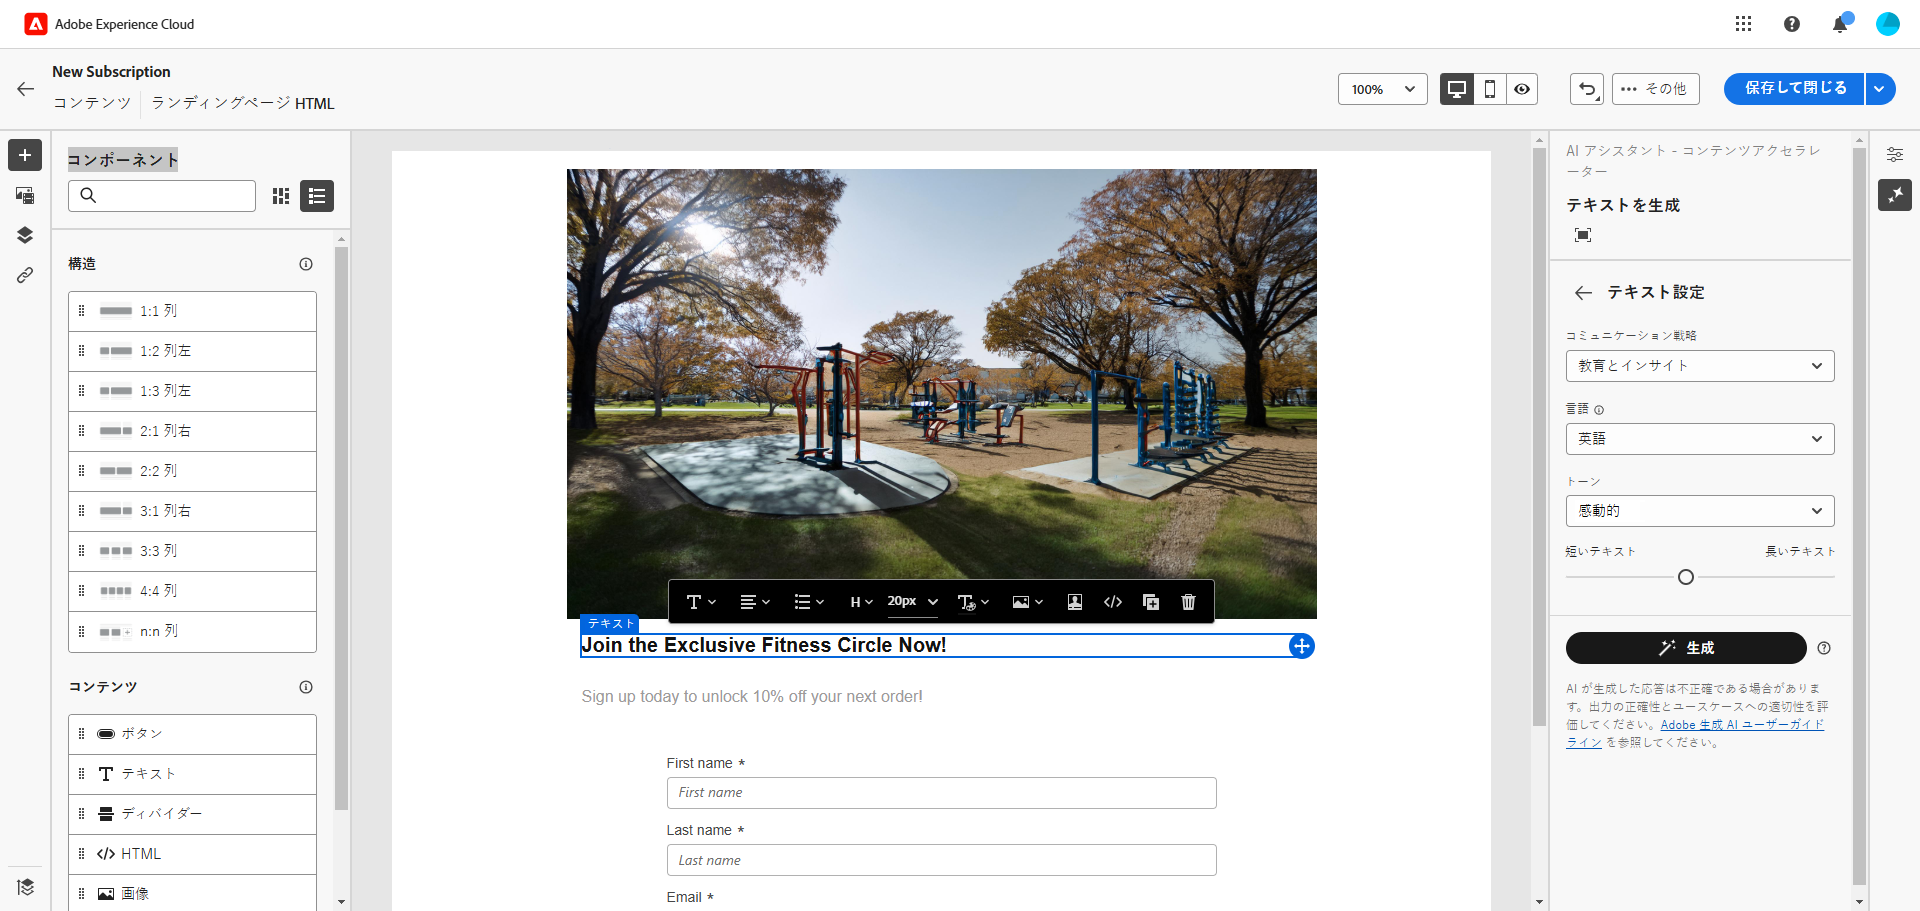 Adobe Experience Cloud
New Subscription
コンテンツ ランディングページ HTML
100%
その他
保存して閉じる
コンポーネント
構造
1:1 列
1:2 列左
1:3 列左
2:1 列右
2:2 列
3:1 列右
3:3 列
4:4 列
n:n 列
コンテンツ
ボタン
テキスト
ディバイダー
HTML
画像
H
20px
テキスト
Join the Exclusive Fitness Circle Now!
Sign up today to unlock 10% off your next order!
First name *
First name
Last name *
Last name
Email *
AI アシスタント - コンテンツアクセラレ
ーター
テキストを生成
テキスト設定
コミュニケーション戦略
教育とインサイト
言語
英語
トーン
感動的
短いテキスト 長いテキスト
生成
AI が生成した応答は不正確である場合がありま
す。出力の正確性とユースケースへの適切性を評
価してください。Adobe 生成 AI ユーザーガイド
ライン を参照してください。